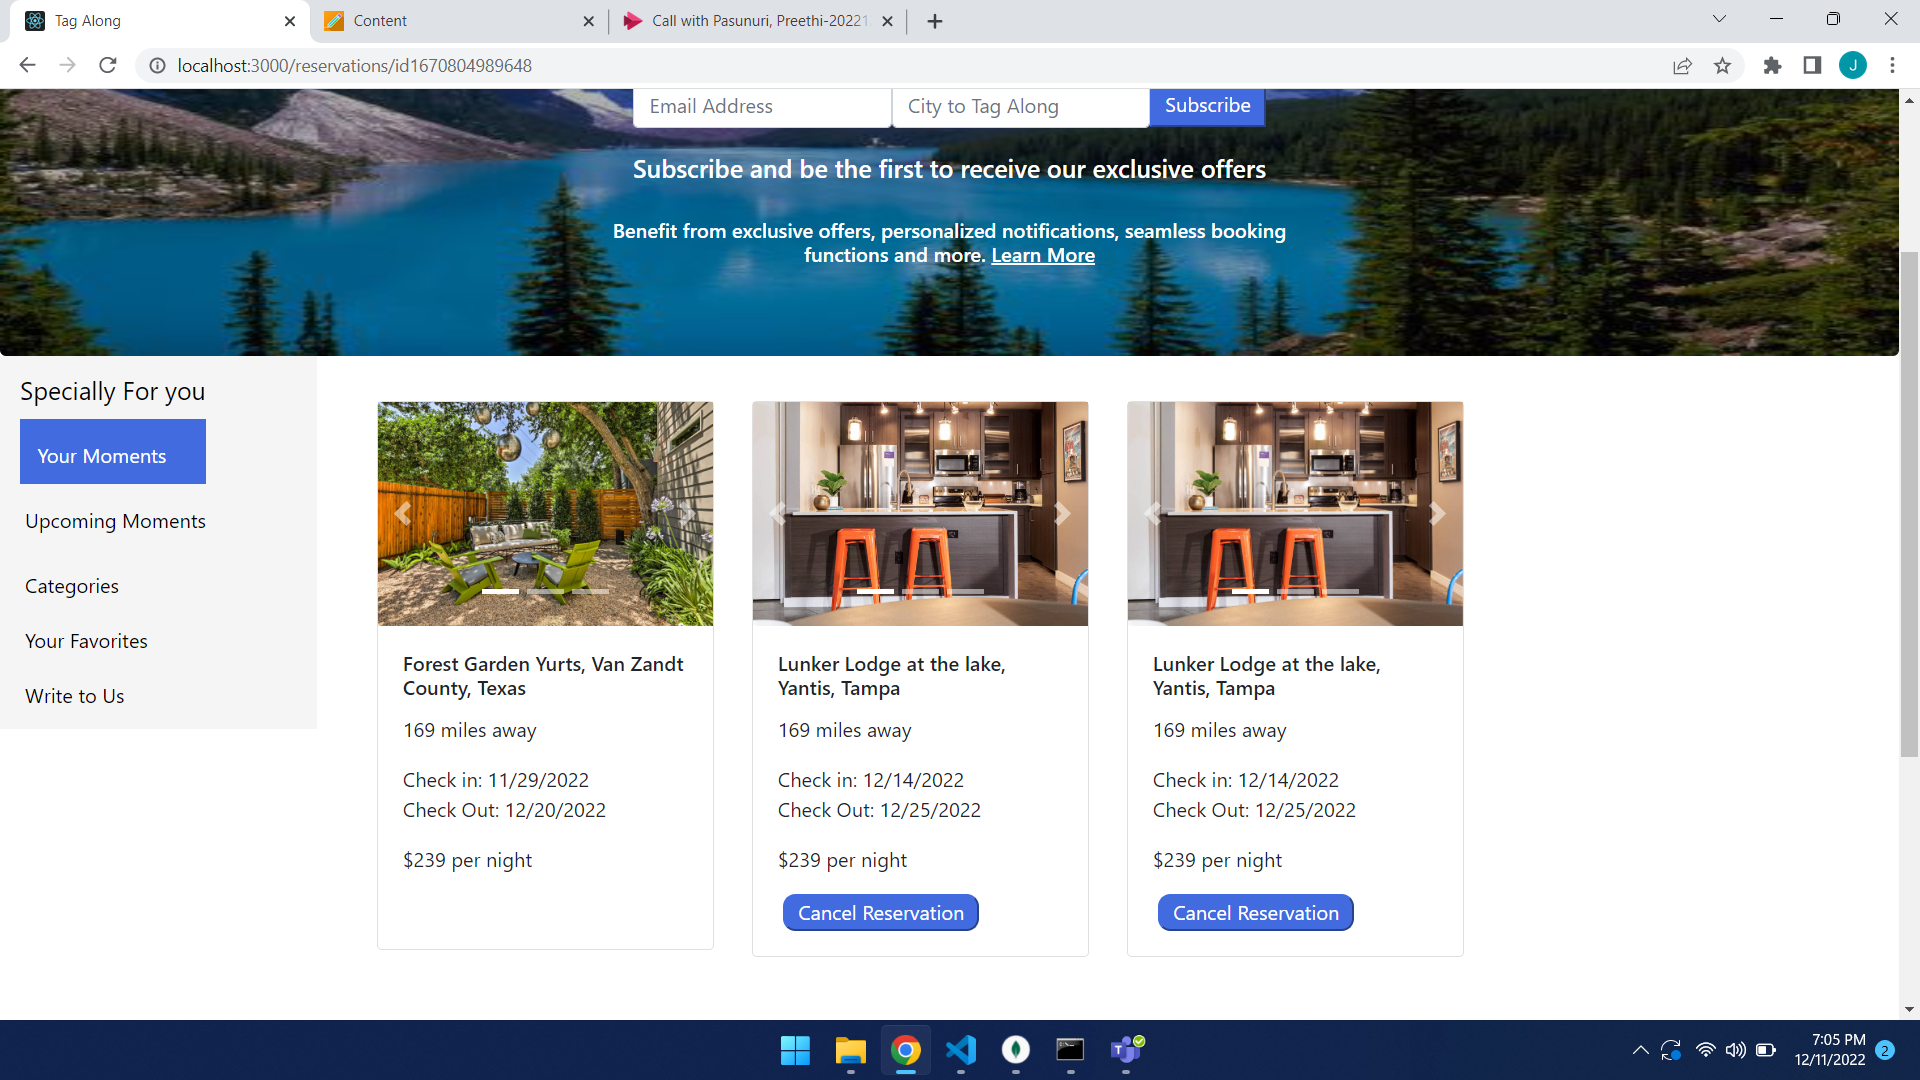 Tag Along
Content
Call with Pasunuri, Preethi-20221
localhost:3000/reservations/id1670804989648
J
Email Address
City to Tag Along
Subscribe
Subscribe and be the first to receive our exclusive offers
Benefit from exclusive offers, personalized notifications, seamless booking
functions and more. Learn More
Specially For you
Your Moments
Upcoming Moments
Categories
Your Favorites
Write to Us
Forest Garden Yurts, Van Zandt
County, Texas
169 miles away
Check in: 11/29/2022
Check Out: 12/20/2022
$239 per night
Lunker Lodge at the lake,
Yantis, Tampa
169 miles away
Check in: 12/14/2022
Check Out: 12/25/2022
$239 per night
Cancel Reservation
Lunker Lodge at the lake,
Yantis, Tampa
169 miles away
Check in: 12/14/2022
Check Out: 12/25/2022
$239 per night
Cancel Reservation
7:05 PM
12/11/2022
2